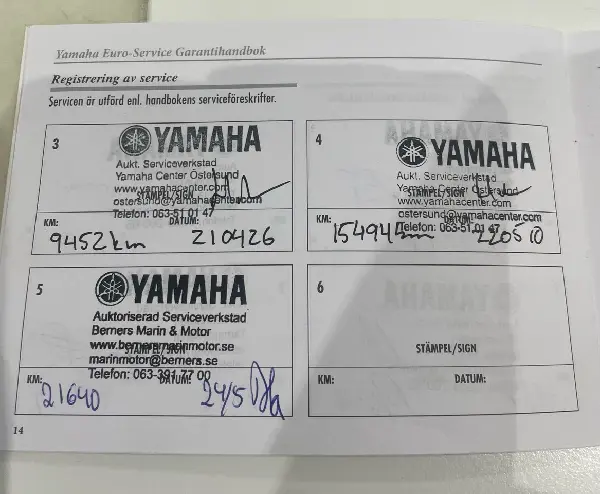 Yamaha Euro-Service Garantihandbok
Registrering av service
Servicen är utförd enl. handbokens serviceföreskrifter.
3
YAMAHA
Aukt. Serviceverkstad
Yamaha Center Östersund
www.yamahacenter.com
STÄMPEL/SIGN
ostersund@yamahacenter.com
Telefon: 063-51 01 47
KM: DATUM:
9452 km 210426
4
YAMAHA
Aukt. Serviceverkstad
Yamaha Center Östersund
www.yamahacenter.com
STÄMPEL/SIGN
ostersund@yamahacenter.com
Telefon: 063-51 01 47
KM: DATUM:
15494 km 220510
5
YAMAHA
Auktoriserad Serviceverkstad
Berners Marin & Motor
www.bernersmarinmotor.se
STÄMPEL/SIGN
marinmotor@berners.se
Telefon: 063-391 77 00
KM: DATUM:
21640 24/5
6
STÄMPEL/SIGN
KM: DATUM:
14